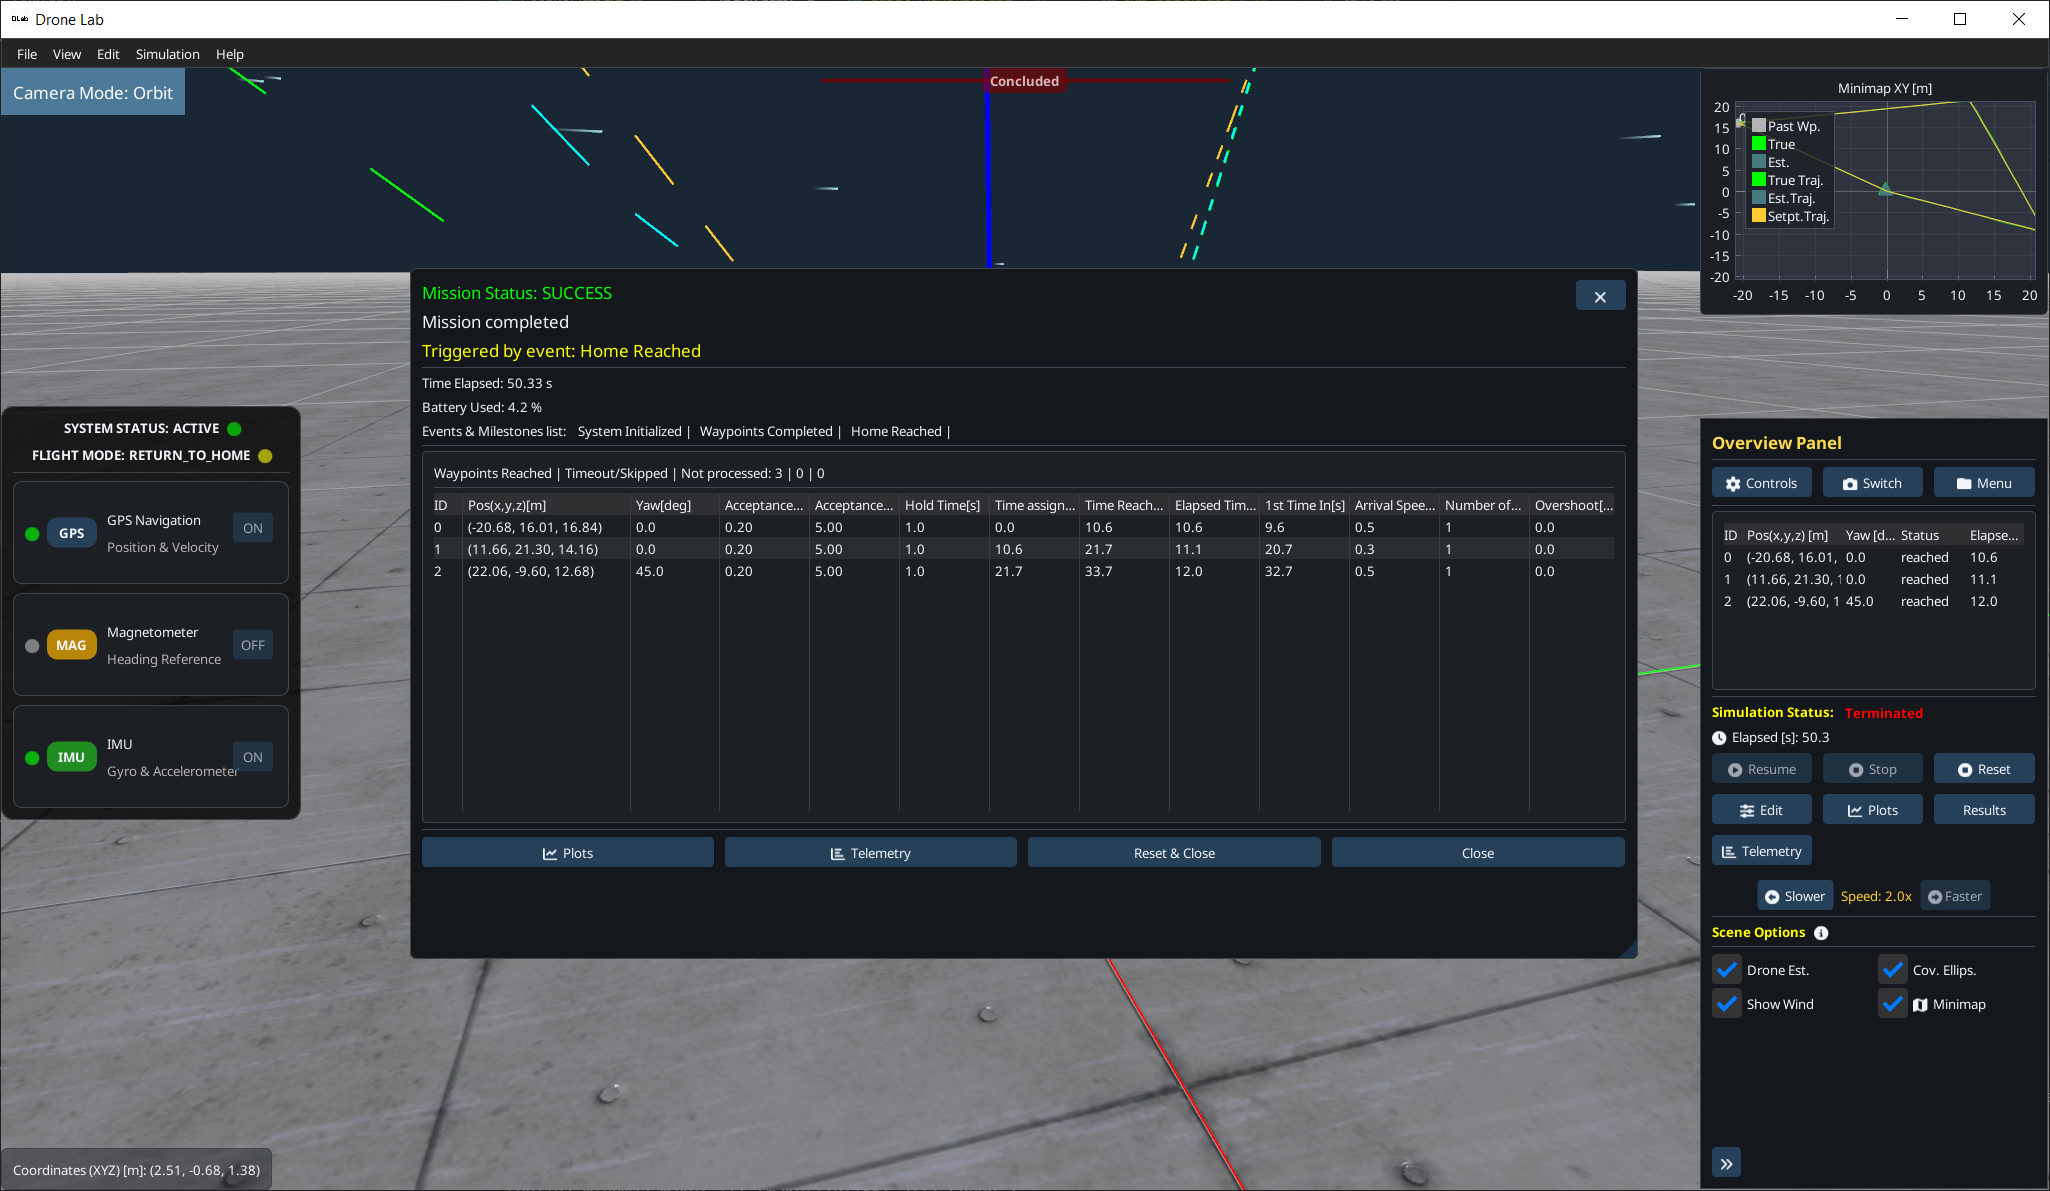 DLab Drone Lab
File View Edit Simulation Help
Camera Mode: Orbit
Concluded
Minimap XY [m]
20
15
10
5
0
-5
-10
-15
-20
-20 -15 -10 -5 0 5 10 15 20
0
Past Wp.
True
Est.
True Traj.
Est.Traj.
Setpt.Traj.
SYSTEM STATUS: ACTIVE
FLIGHT MODE: RETURN_TO_HOME
GPS GPS Navigation ON
Position & Velocity
MAG Magnetometer OFF
Heading Reference
IMU IMU ON
Gyro & Accelerometer
Coordinates (XYZ) [m]: (2.51, -0.68, 1.38)
Mission Status: SUCCESS
Mission completed
Triggered by event: Home Reached
Time Elapsed: 50.33 s
Battery Used: 4.2 %
Events & Milestones list: System Initialized | Waypoints Completed | Home Reached |
Waypoints Reached | Timeout/Skipped | Not processed: 3 | 0 | 0
ID Pos(x,y,z)[m] Yaw[deg] Acceptance... Acceptance... Hold Time[s] Time assign... Time Reach... Elapsed Tim... 1st Time In[s] Arrival Spee... Number of... Overshoot[...
0 (-20.68, 16.01, 16.84) 0.0 0.20 5.00 1.0 0.0 10.6 10.6 9.6 0.5 1 0.0
1 (11.66, 21.30, 14.16) 0.0 0.20 5.00 1.0 10.6 21.7 11.1 20.7 0.3 1 0.0
2 (22.06, -9.60, 12.68) 45.0 0.20 5.00 1.0 21.7 33.7 12.0 32.7 0.5 1 0.0
Plots Telemetry Reset & Close Close
Overview Panel
Controls Switch Menu
ID Pos(x,y,z) [m] Yaw [d... Status Elapse...
0 (-20.68, 16.01, 0.0 reached 10.6
1 (11.66, 21.30, 1 0.0 reached 11.1
2 (22.06, -9.60, 1 45.0 reached 12.0
Simulation Status: Terminated
Elapsed [s]: 50.3
Resume Stop Reset
Edit Plots Results
Telemetry
Slower Speed: 2.0x Faster
Scene Options
Drone Est. Cov. Ellips.
Show Wind Minimap